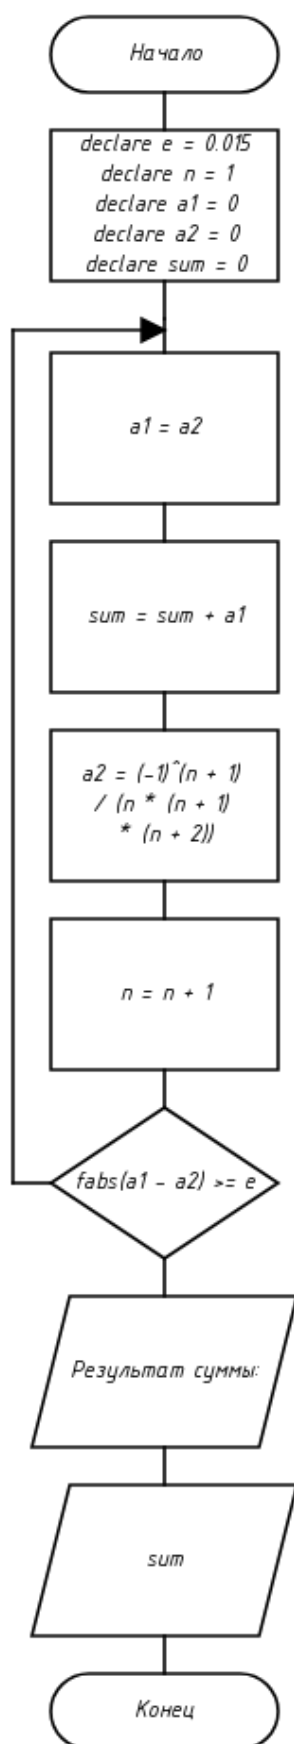 Начало
declare e = 0.015
declare n = 1
declare a1 = 0
declare a2 = 0
declare sum = 0
a1 = a2
sum = sum + a1
a2 = (-1)^(n + 1)
/ (n * (n + 1)
* (n + 2))
n = n + 1
fabs(a1 - a2) >= e
Результат суммы:
sum
Конец